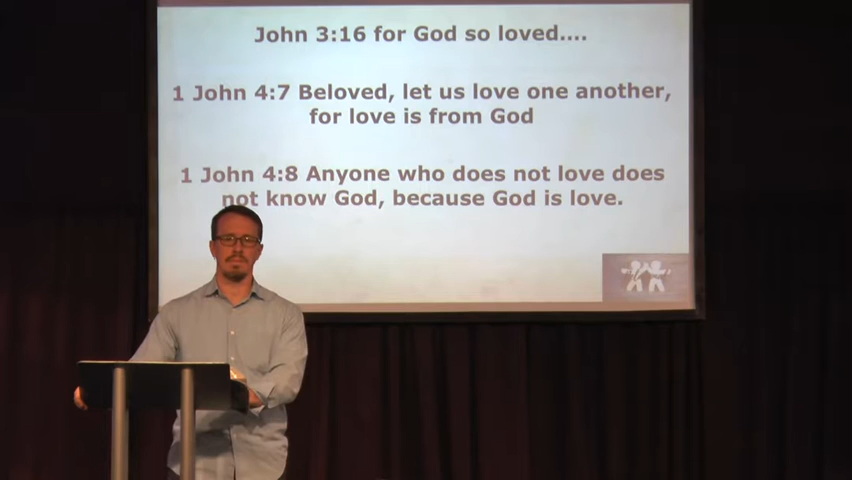 John 3:16 for God so loved....
1 John 4:7 Beloved, let us love one another,
for love is from God
1 John 4:8 Anyone who does not love does
not know God, because God is love.